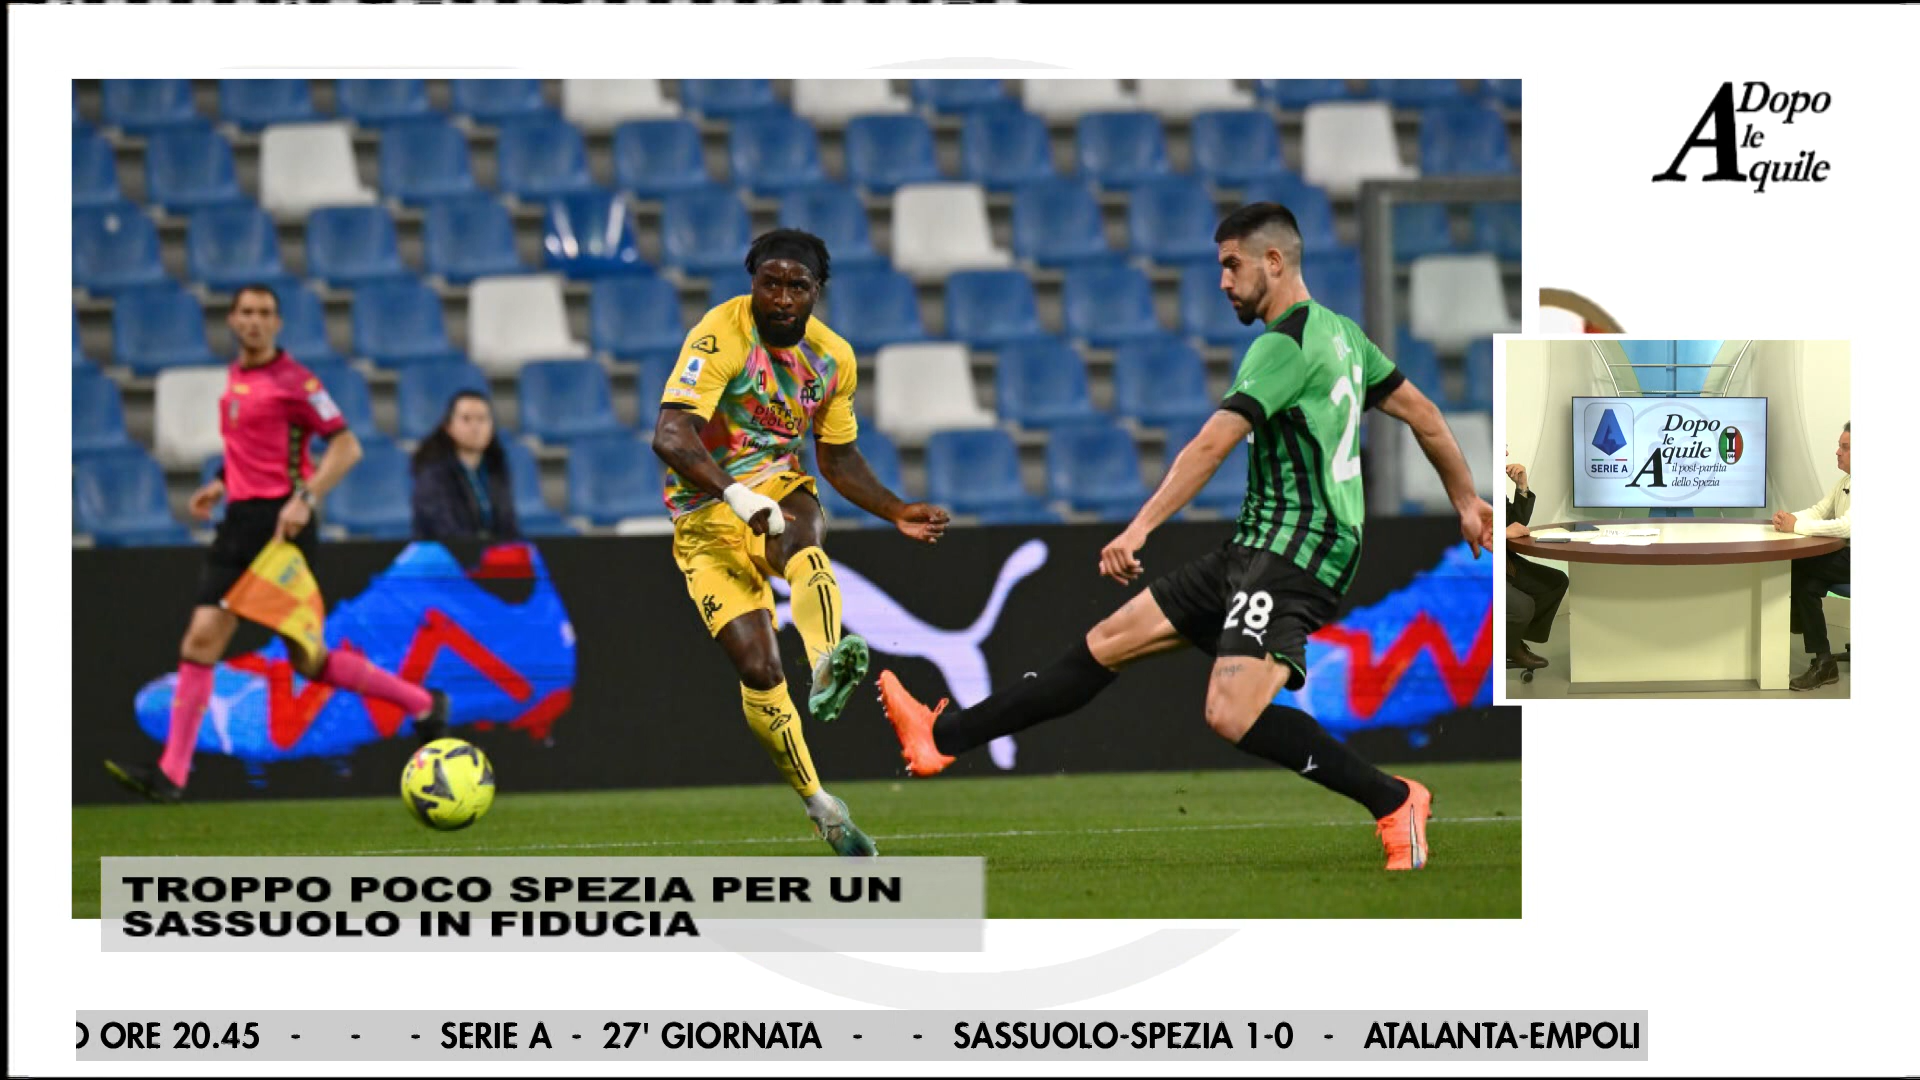 Dopo
le
Aquile
28
SERIE A
Dopo
le
Aquile
il post-partita
dello Spezia
TROPPO POCO SPEZIA PER UN
SASSUOLO IN FIDUCIA
ORE 20.45 - - - SERIE A - 27' GIORNATA - - SASSUOLO-SPEZIA 1-0 - ATALANTA-EMPOLI